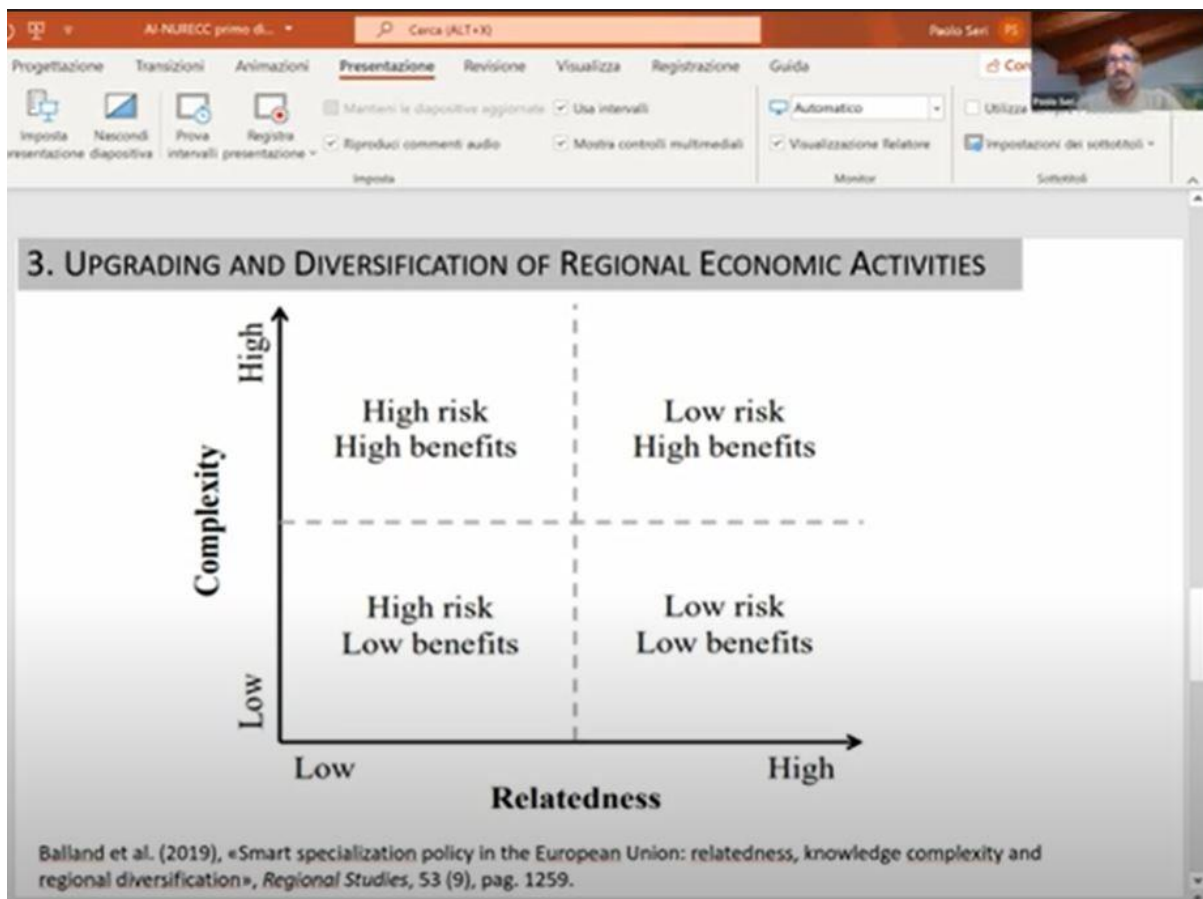 AI-NURECC primo di...
Cerca (ALT+X)
Paolo Seri
PS
Progettazione
Transizioni
Animazioni
Presentazione
Revisione
Visualizza
Registrazione
Guida
Imposta
Nascondi diapositiva
Prova intervalli
Registra presentazione
Mantieni le diapositive aggiornate
Riproduci commenti audio
Usa intervalli
Mostra controlli multimediali
Imposta
Automatico
Visualizzazione Relatore
Monitor
Impostazioni dei sottotitoli
Sottotitoli
Paolo Seri
3. UPGRADING AND DIVERSIFICATION OF REGIONAL ECONOMIC ACTIVITIES
High
Complexity
Low
High risk
High benefits
Low risk
High benefits
High risk
Low benefits
Low risk
Low benefits
Low
High
Relatedness
Balland et al. (2019), «Smart specialization policy in the European Union: relatedness, knowledge complexity and
regional diversification», Regional Studies, 53 (9), pag. 1259.